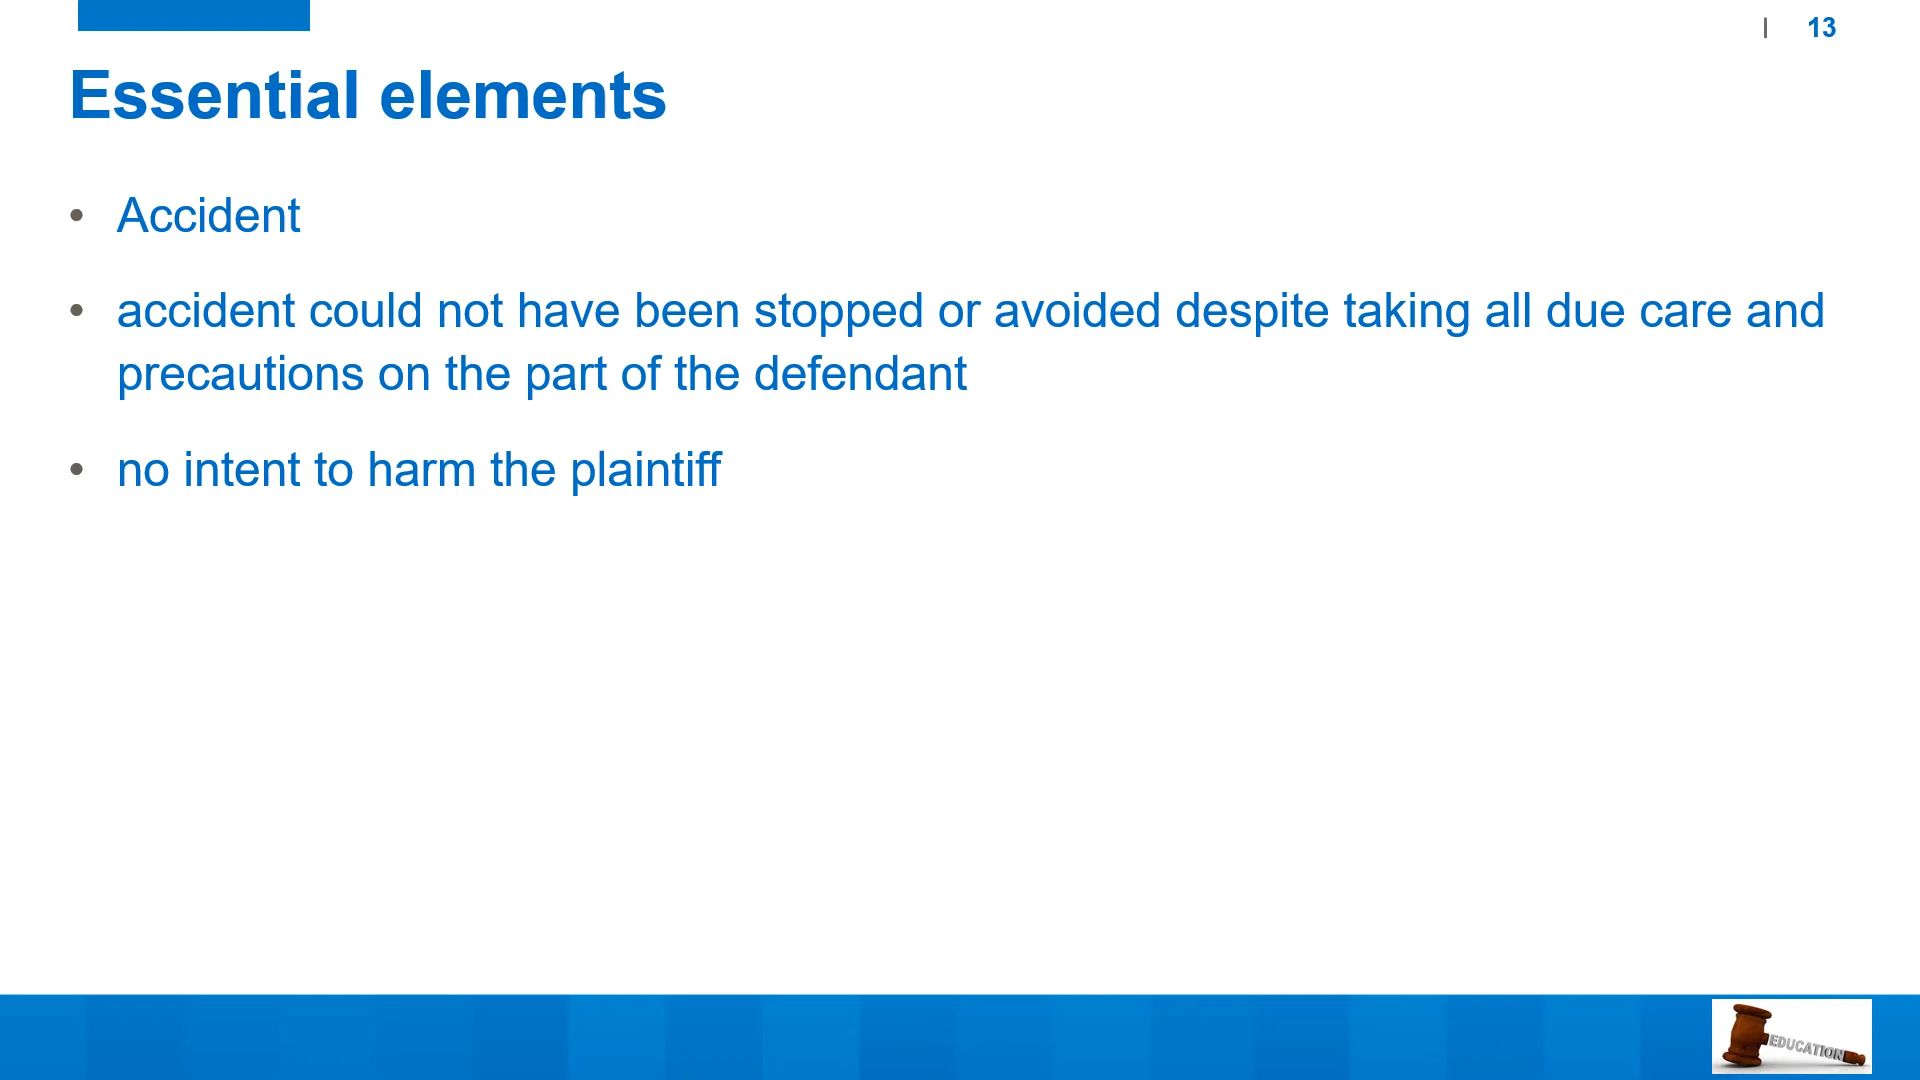 | 13
Essential elements
• Accident
• accident could not have been stopped or avoided despite taking all due care and
precautions on the part of the defendant
• no intent to harm the plaintiff
EDUCATION